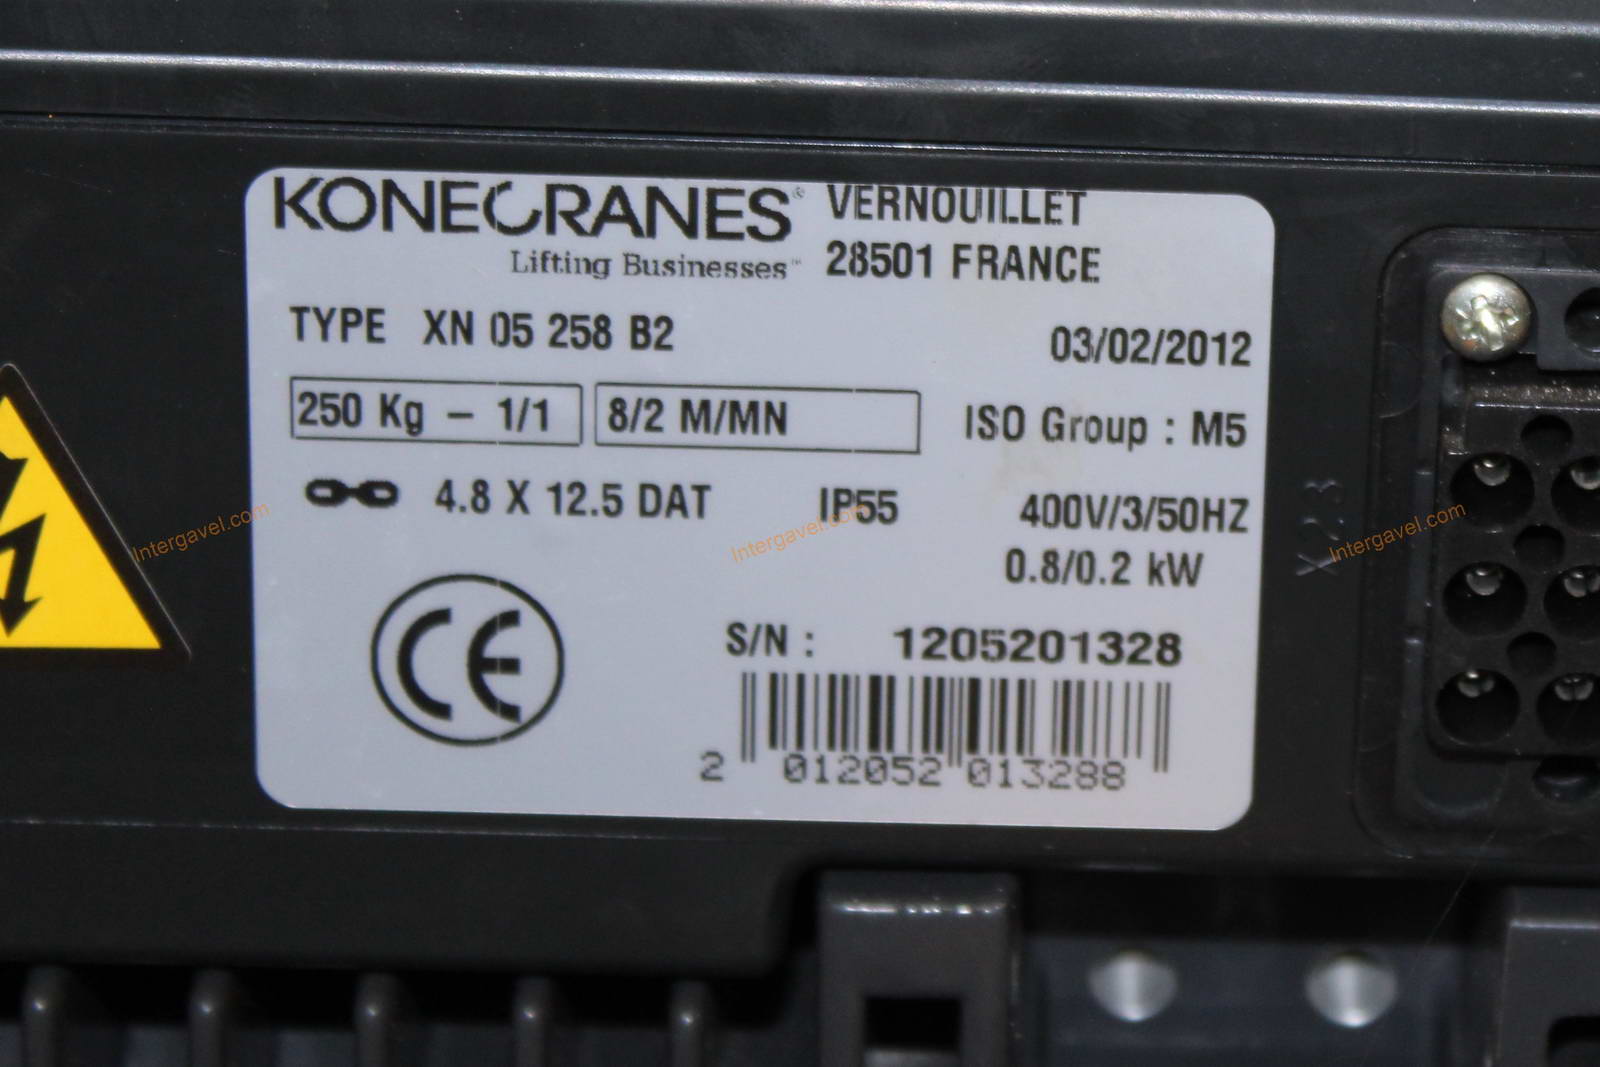 KONECRANES® VERNOUILLET
Lifting Businesses™ 28501 FRANCE
TYPE XN 05 258 B2 03/02/2012
250 Kg - 1/1 8/2 M/MN ISO Group : M5
4.8 X 12.5 DAT IP55 400V/3/50HZ
0.8/0.2 kW
CE
S/N : 1205201328
2 012052 013288
X23
Intergavel.com Intergavel.com Intergavel.com